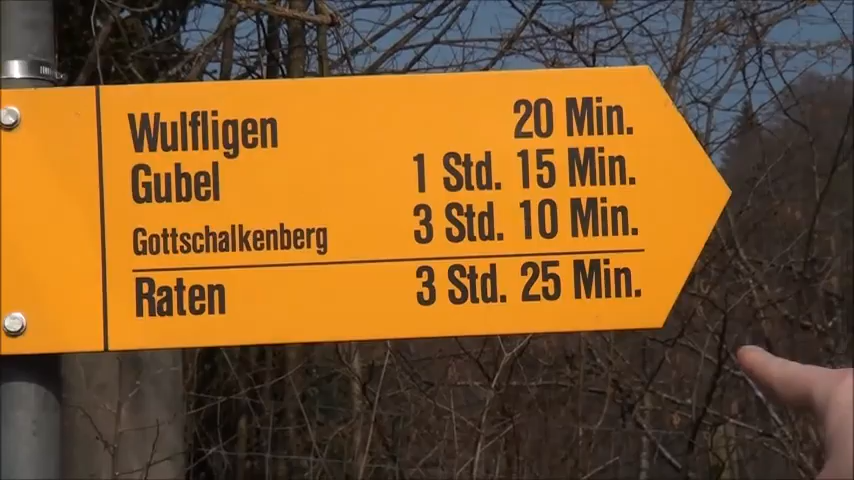 Wulfligen 20 Min.
Gubel 1 Std. 15 Min.
Gottschalkenberg 3 Std. 10 Min.
Raten 3 Std. 25 Min.